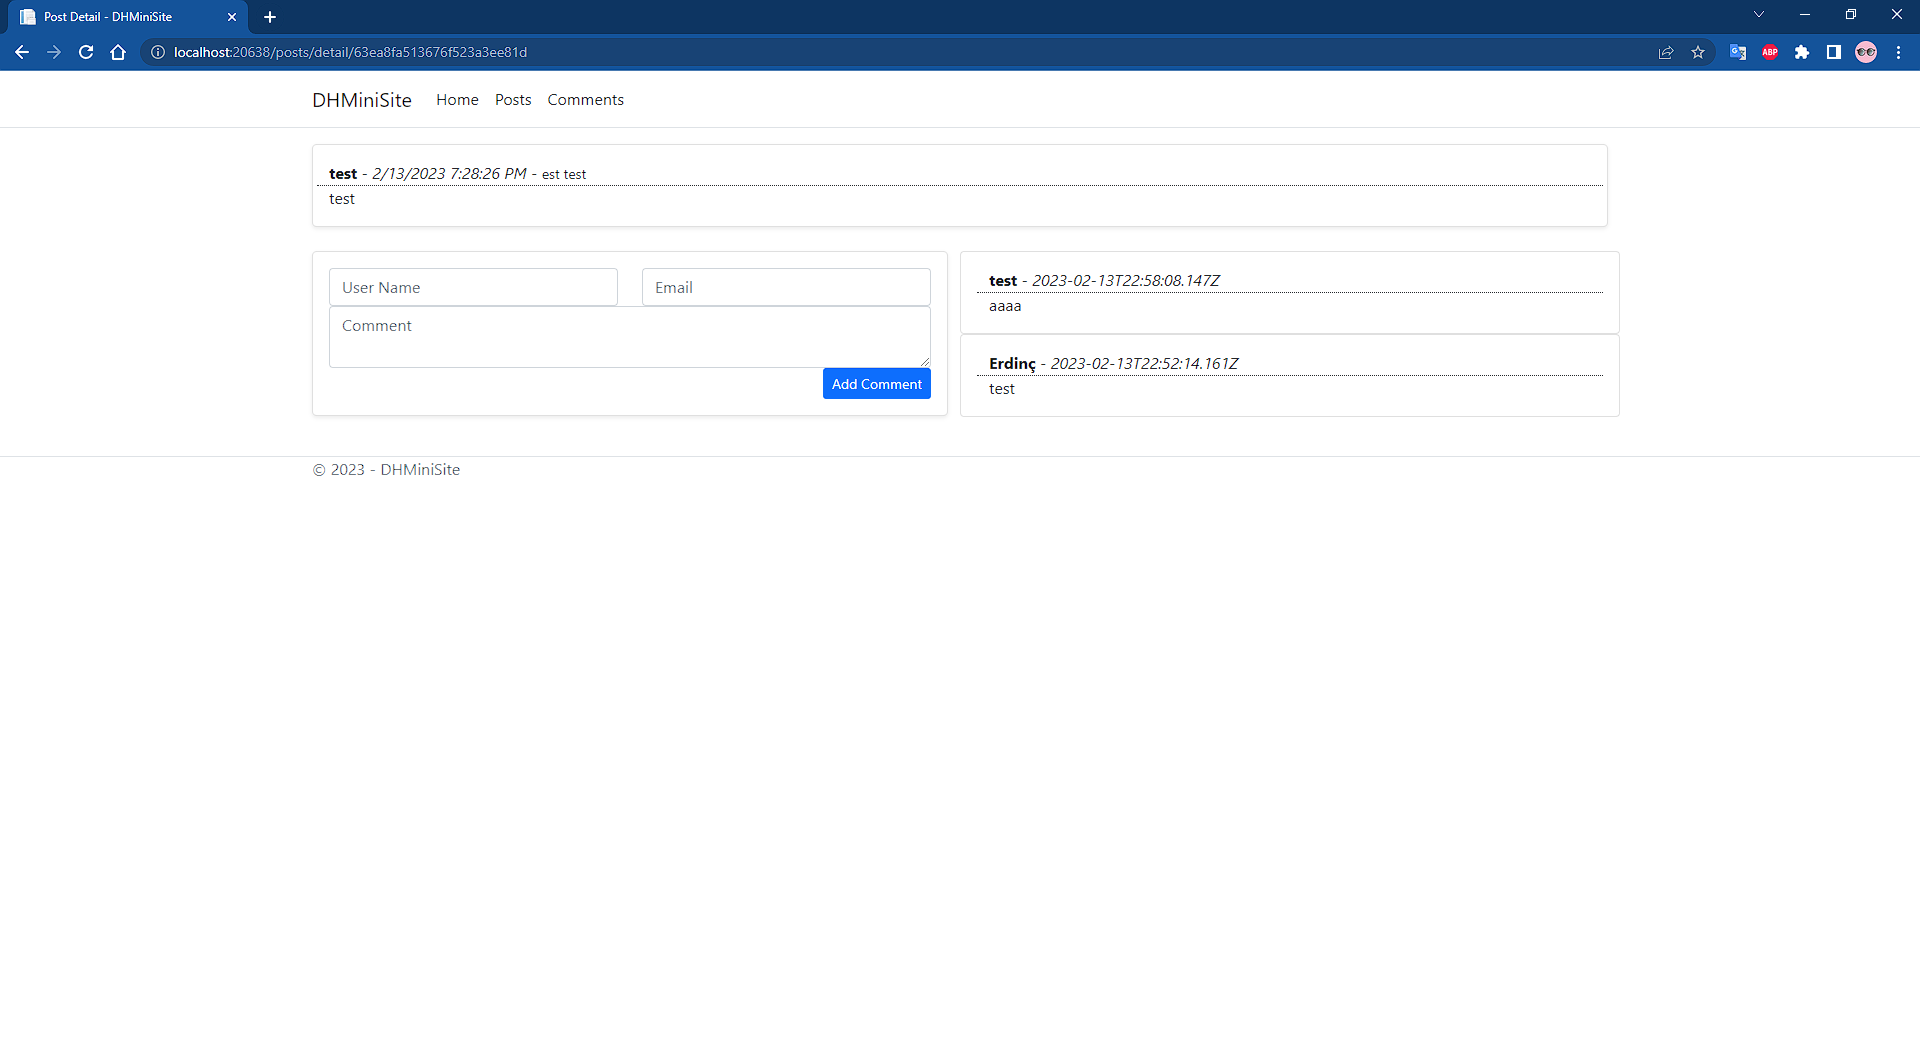 Post Detail - DHMiniSite
localhost:20638/posts/detail/63ea8fa513676f523a3ee81d
ABP
DHMiniSite Home Posts Comments
test - 2/13/2023 7:28:26 PM - est test
test
User Name Email
Comment
Add Comment
test - 2023-02-13T22:58:08.147Z
aaaa
Erdinç - 2023-02-13T22:52:14.161Z
test
© 2023 - DHMiniSite